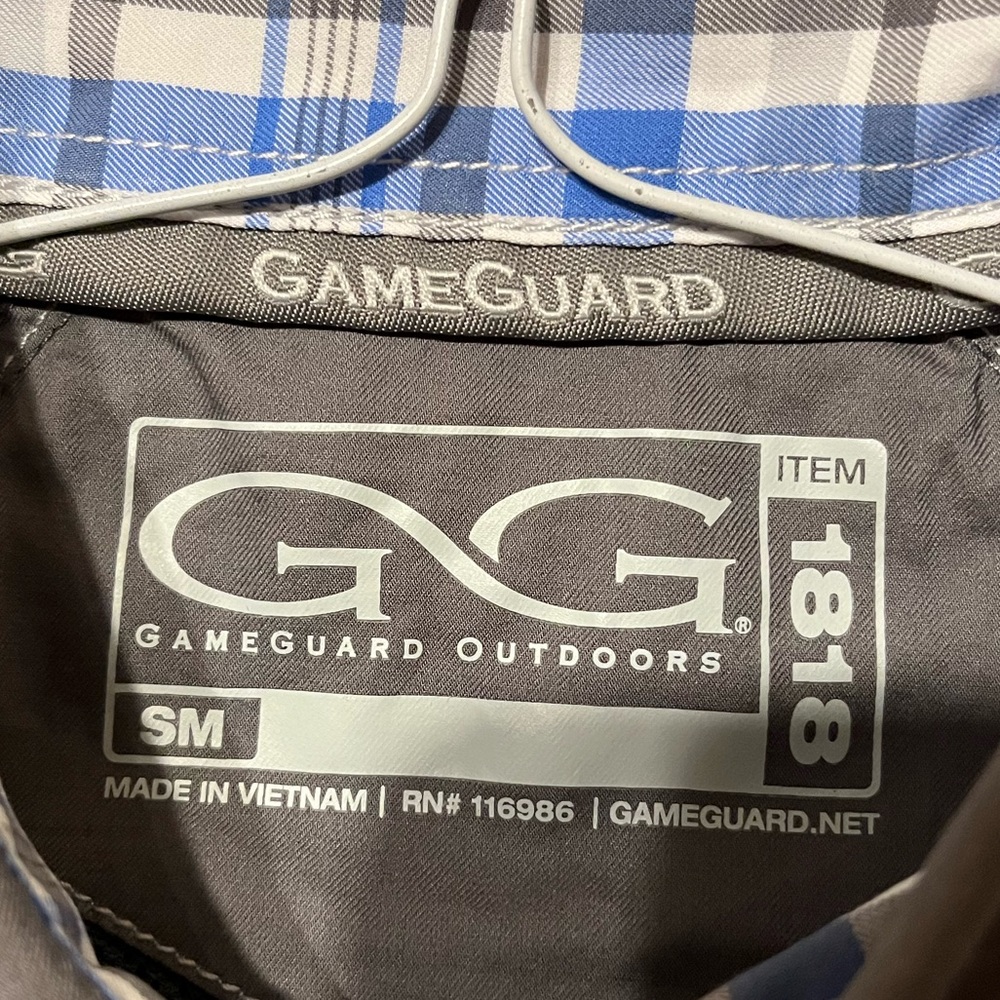 GAMEGUARD
GG®
GAMEGUARD OUTDOORS
ITEM
1818
SM
MADE IN VIETNAM | RN# 116986 | GAMEGUARD.NET